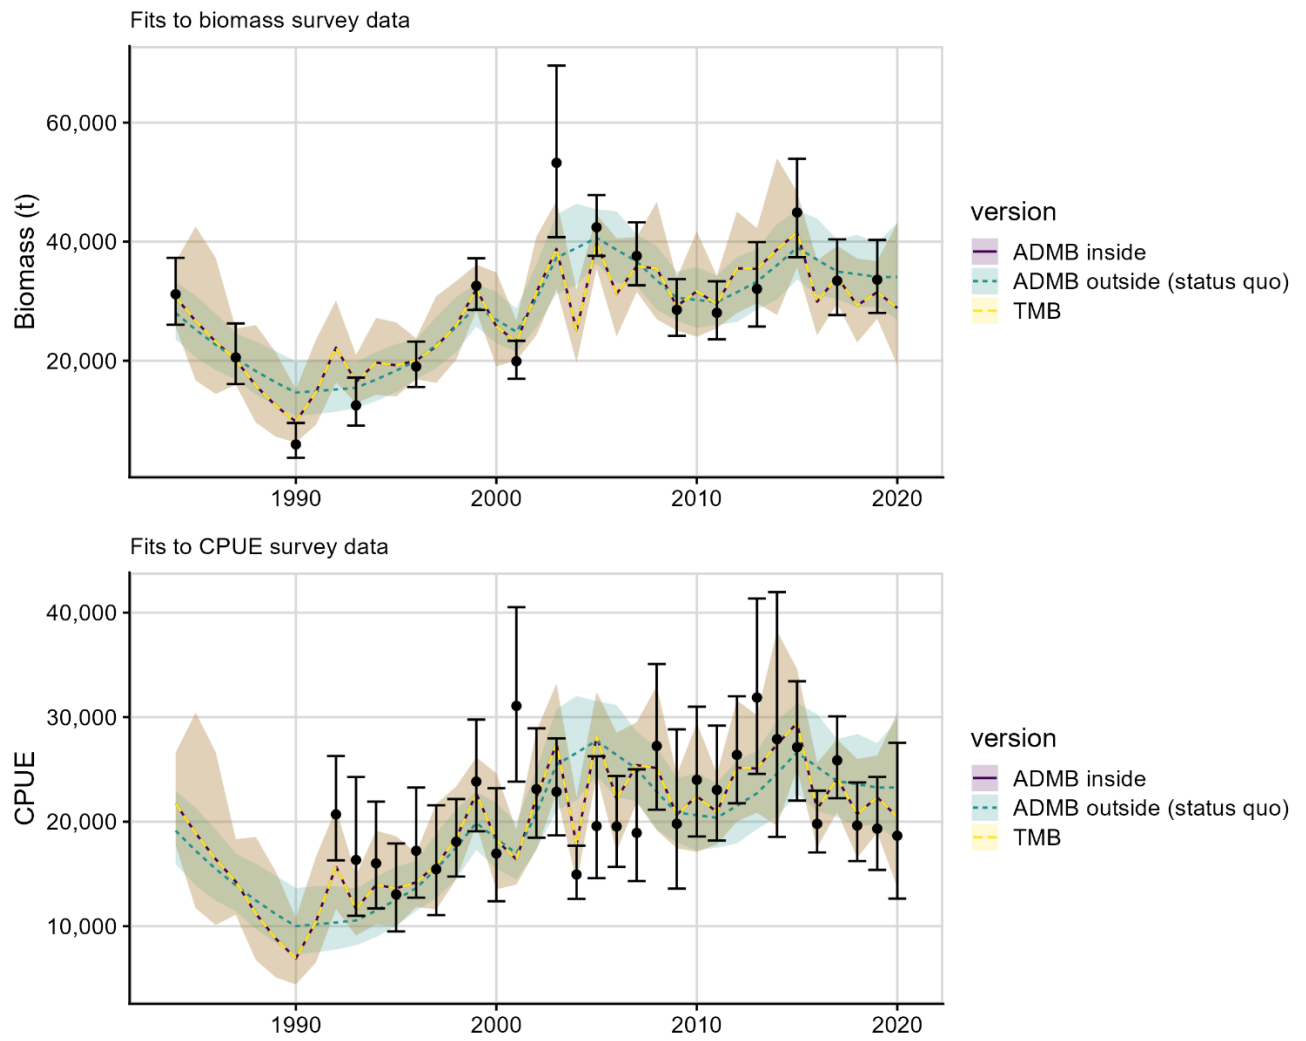 Fits to biomass survey data
Biomass (t)
60,000
40,000
20,000
1990 2000 2010 2020
version
ADMB inside
ADMB outside (status quo)
TMB
Fits to CPUE survey data
CPUE
40,000
30,000
20,000
10,000
1990 2000 2010 2020
version
ADMB inside
ADMB outside (status quo)
TMB